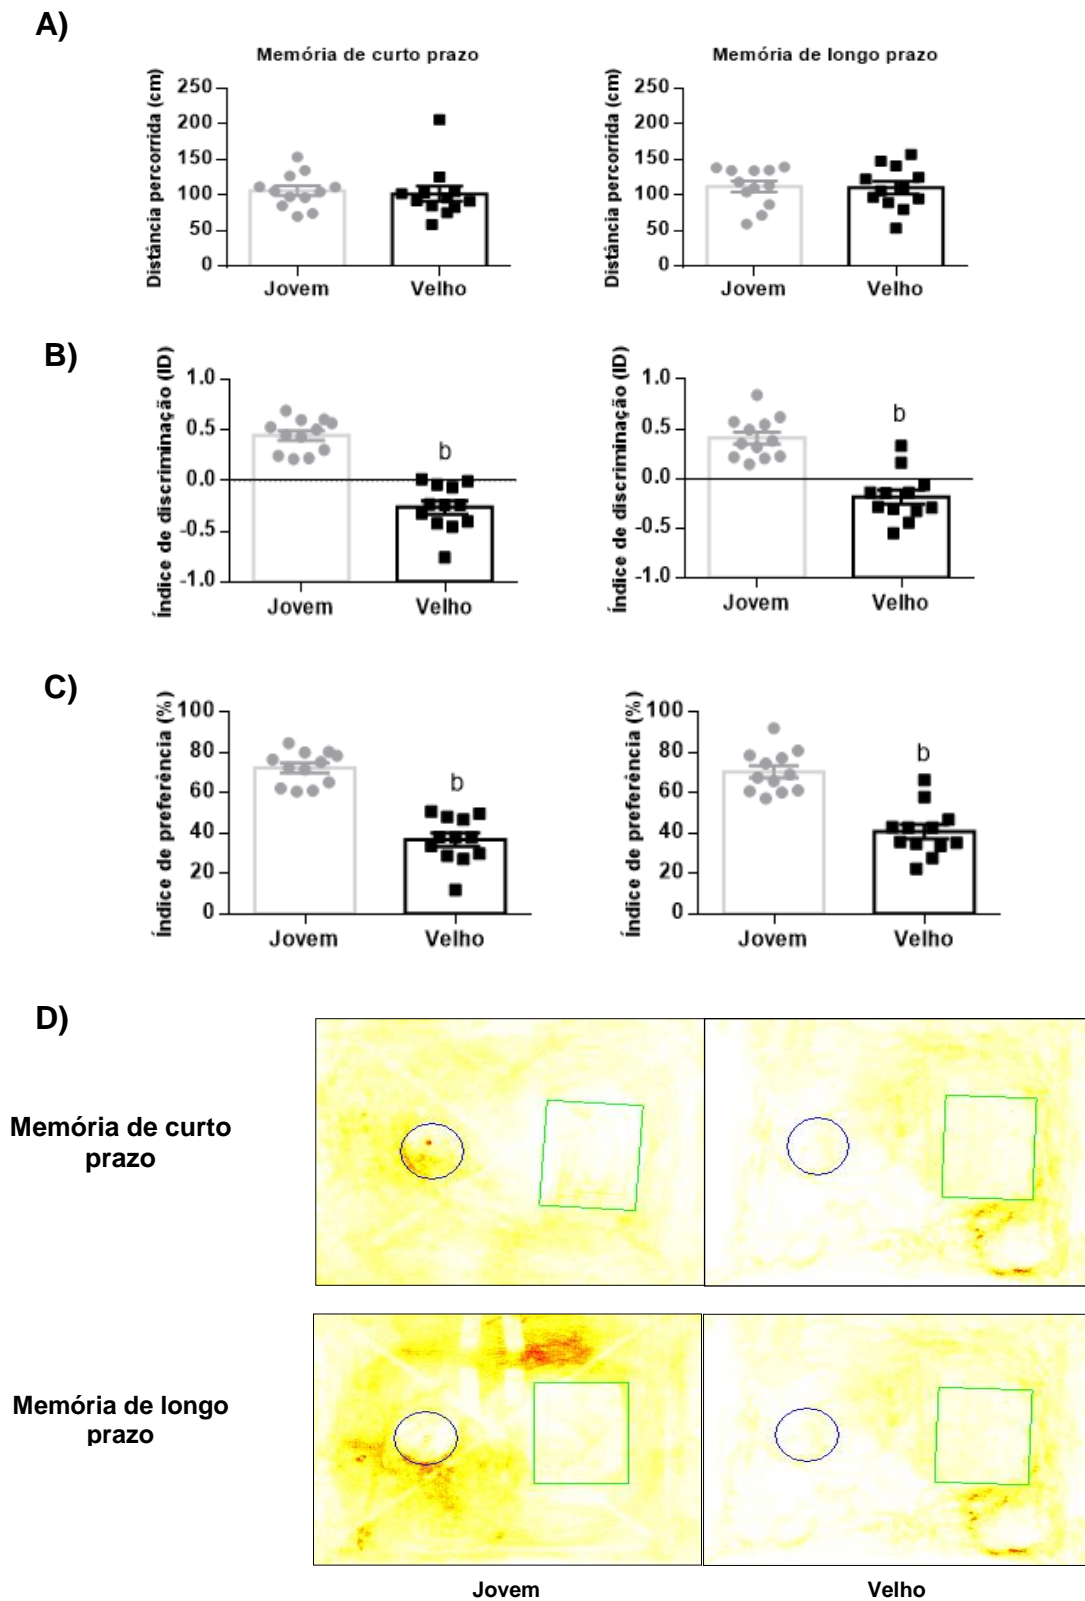 A)
Memória de curto prazo
Memória de longo prazo
Distância percorrida (cm)
250
200
150
100
50
0
Jovem
Velho
Distância percorrida (cm)
250
200
150
100
50
0
Jovem
Velho
B)
Índice de discriminação (ID)
1.0
0.5
0.0
-0.5
-1.0
b
Jovem
Velho
Índice de discriminação (ID)
1.0
0.5
0.0
-0.5
-1.0
b
Jovem
Velho
C)
Índice de preferência (%)
100
80
60
40
20
0
b
Jovem
Velho
Índice de preferência (%)
100
80
60
40
20
0
b
Jovem
Velho
D)
Memória de curto
prazo
Memória de longo
prazo
Jovem
Velho